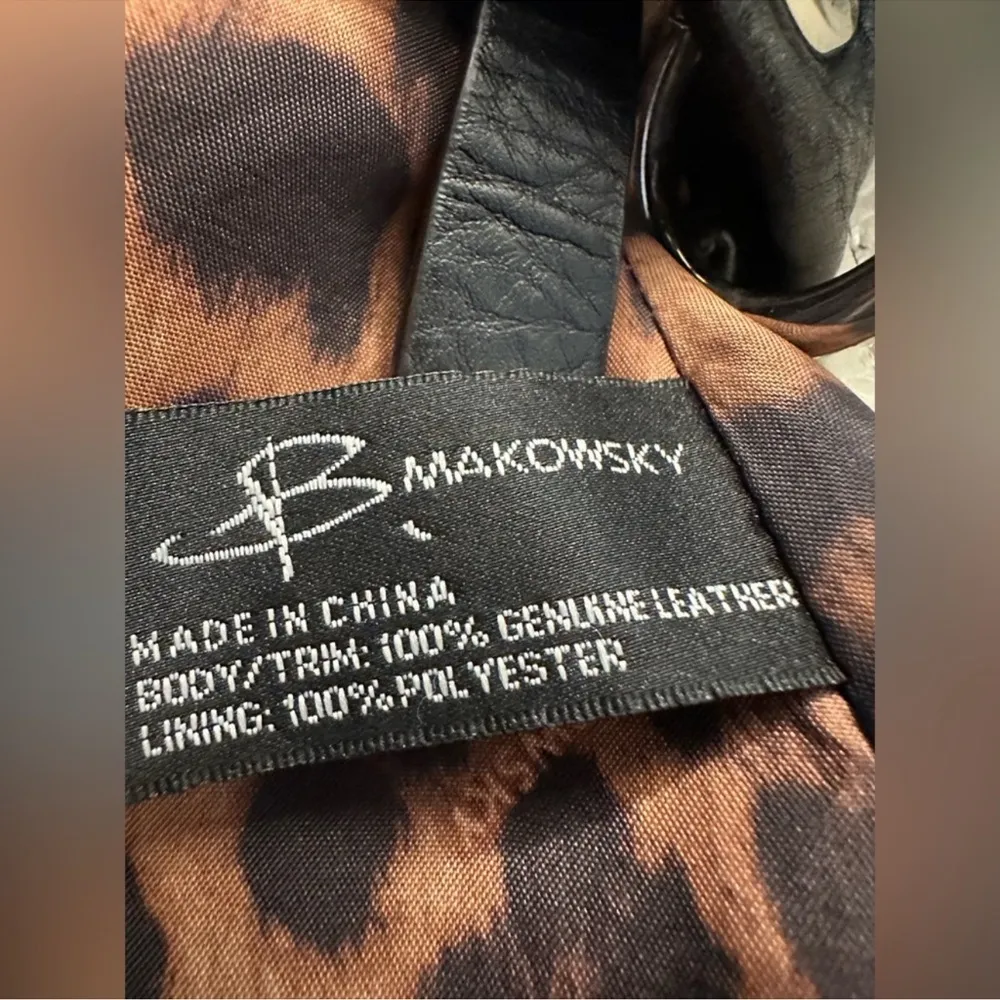 B. MAKOWSKY
MADE IN CHINA
BODY/TRIM: 100% GENUINE LEATHER
LINING: 100% POLYESTER